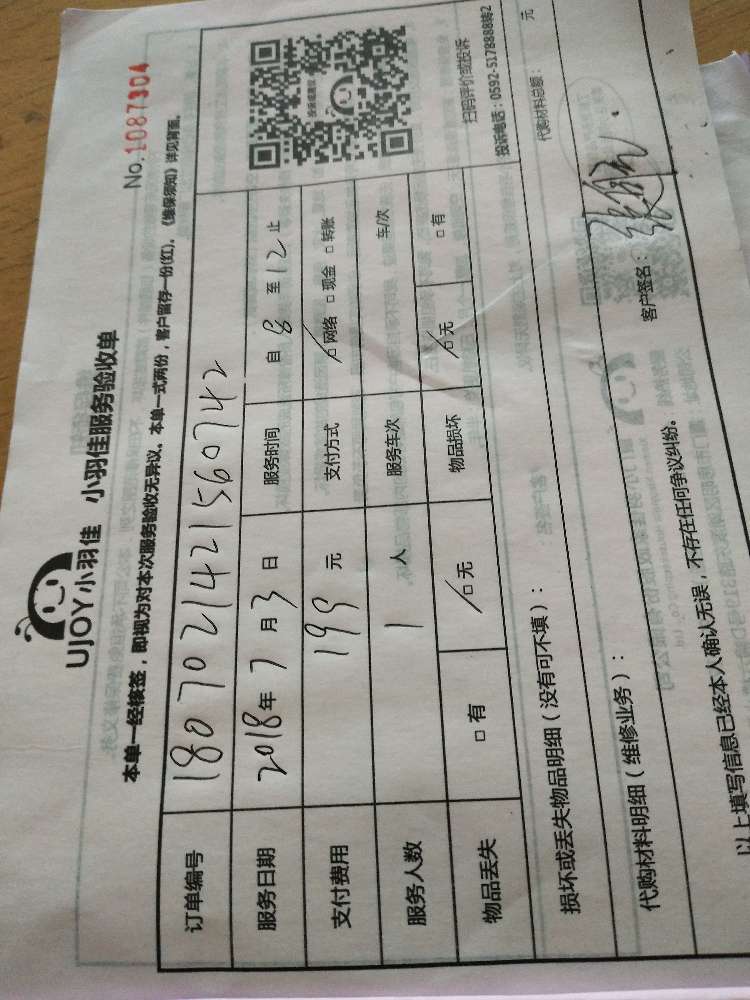 UJOY小羽佳 小羽佳服务验收单
No.1087304
本单一经核签，即视为对本次服务验收无异议。本单一式两份，客户留存一份(红)。《维保须知》详见背面。
订单编号 1807021421560742
服务日期 2018年7月3日 服务时间 自 8 至 12 止
支付费用 199 元 支付方式 ☑网络 □现金 □转账
服务人数 1 人 服务车次 车/次
物品丢失 □有 ☑无 物品损坏 ☑无 □有
扫码评价或投诉
投诉电话：0592-5178888转2
损坏或丢失物品明细（没有可不填）：
代购材料明细（维修业务）： 代购材料总额： 元
以上填写信息已经本人确认无误，不存在任何争议纠纷。 客户签名：